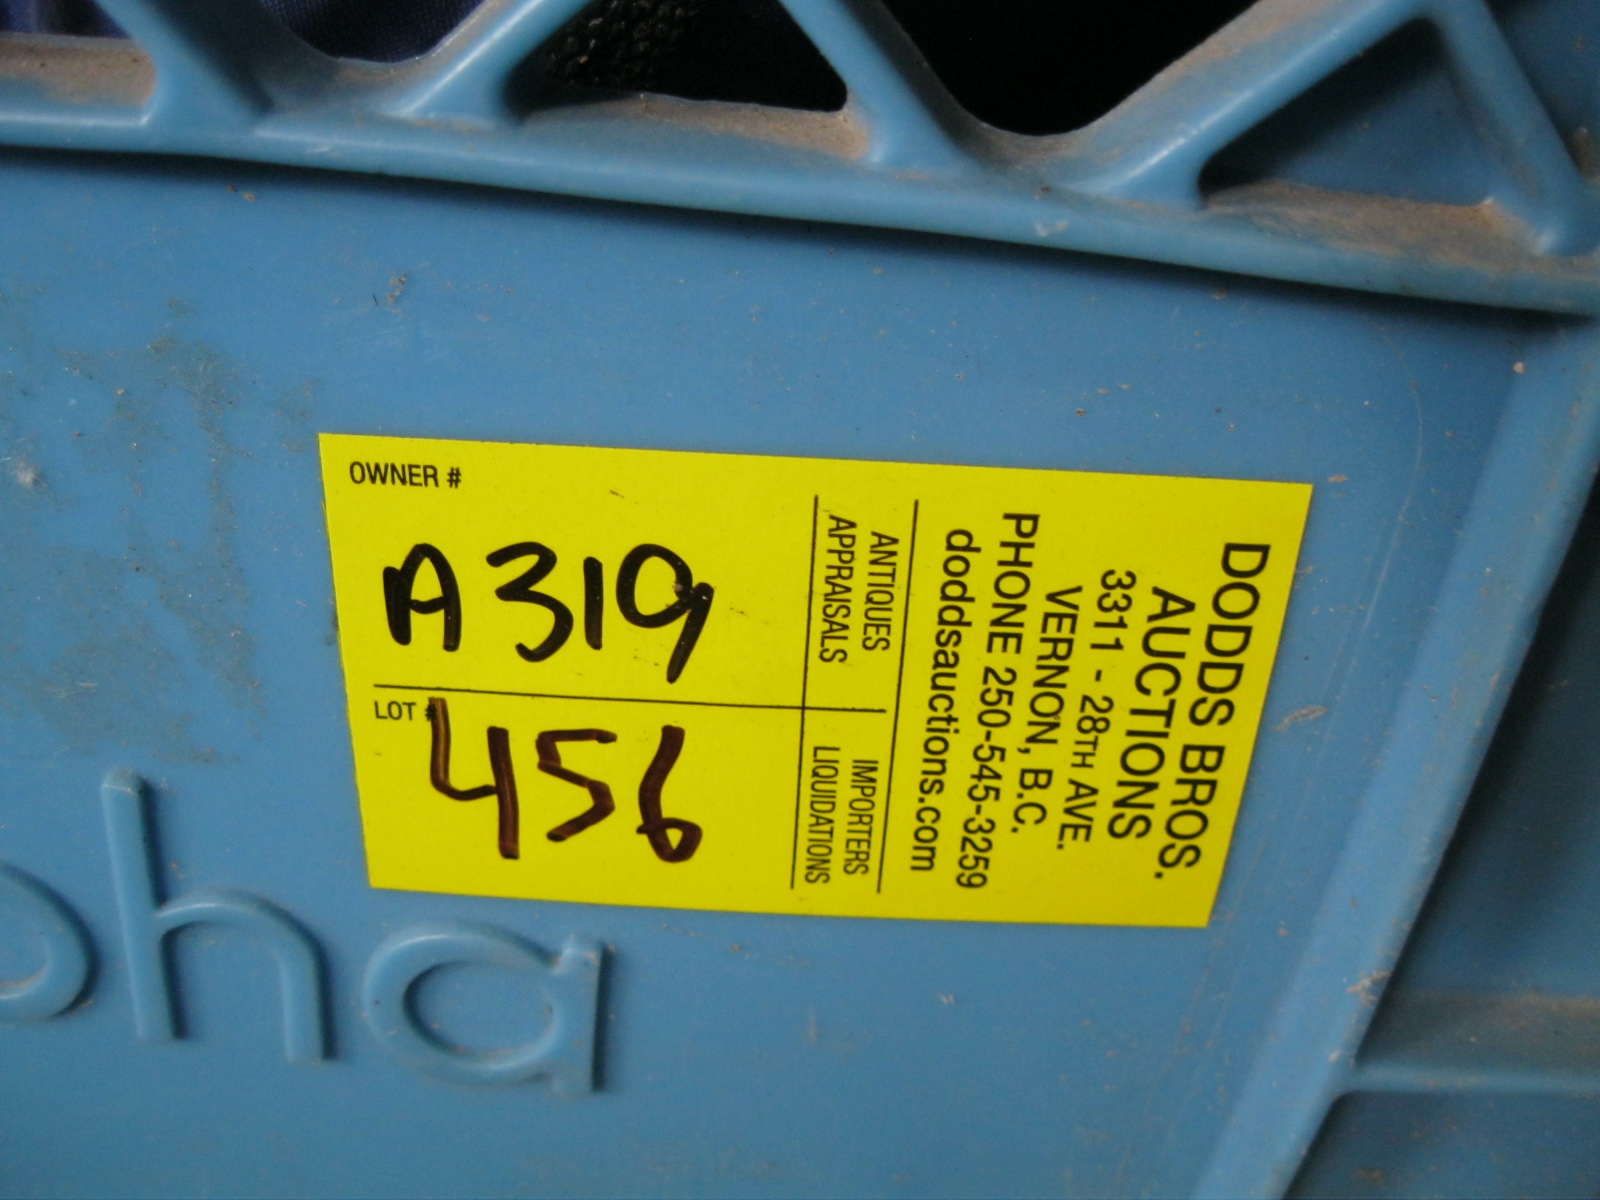 OWNER #
A319
LOT #
456
ANTIQUES
APPRAISALS
IMPORTERS
LIQUIDATIONS
DODDS BROS.
AUCTIONS
3311 - 28TH AVE.
VERNON, B.C.
PHONE 250-545-3259
doddsauctions.com
pha